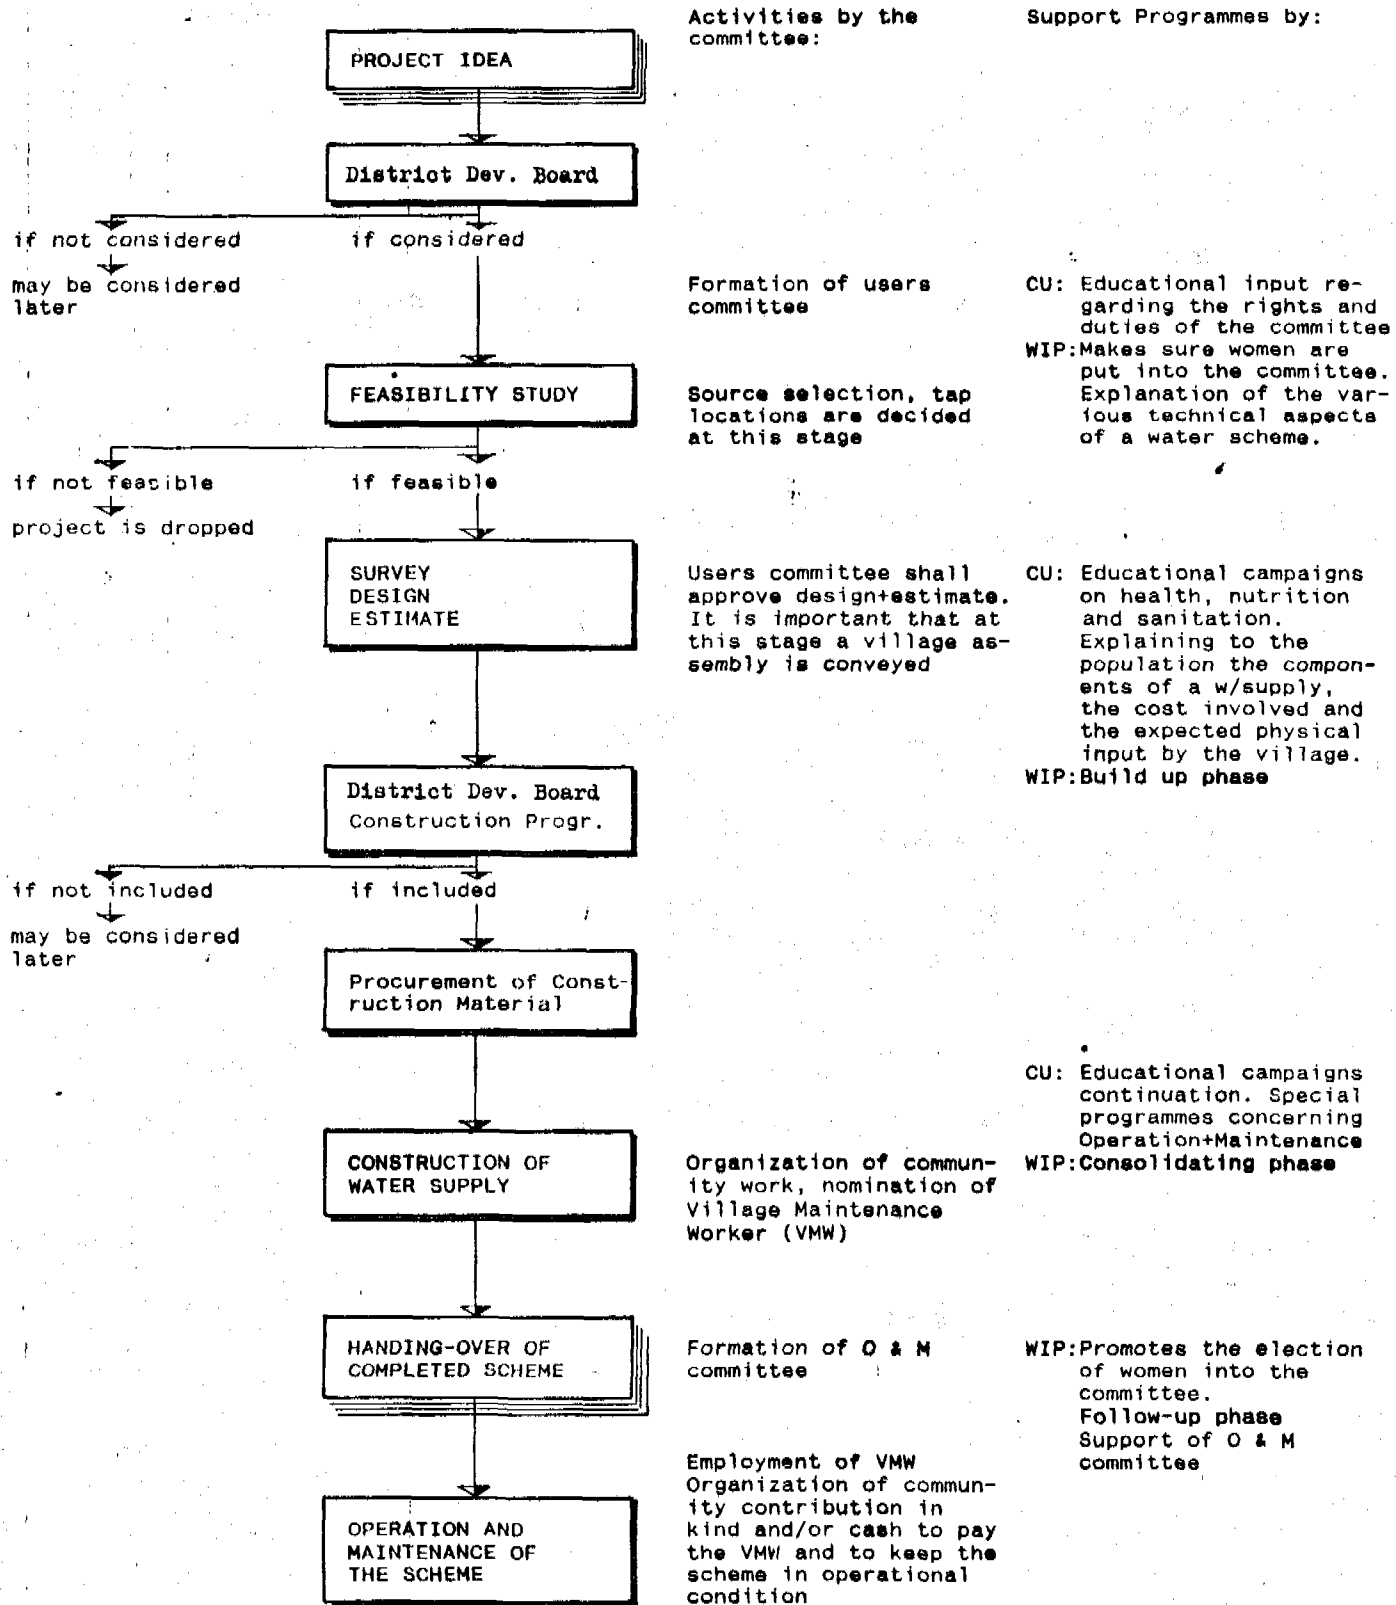 Activities by the
committee:
Support Programmes by:
PROJECT IDEA
District Dev. Board
if not considered
if considered
may be considered
later
Formation of users
committee
CU: Educational input re-
garding the rights and
duties of the committee
WIP:Makes sure women are
put into the committee.
Explanation of the var-
ious technical aspects
of a water scheme.
FEASIBILITY STUDY
Source selection, tap
locations are decided
at this stage
if not feasible
if feasible
project is dropped
SURVEY
DESIGN
ESTIMATE
Users committee shall
approve design+estimate.
It is important that at
this stage a village as-
sembly is conveyed
CU: Educational campaigns
on health, nutrition
and sanitation.
Explaining to the
population the compon-
ents of a w/supply,
the cost involved and
the expected physical
input by the village.
WIP:Build up phase
District Dev. Board
Construction Progr.
if not included
if included
may be considered
later
Procurement of Const-
ruction Material
CU: Educational campaigns
continuation. Special
programmes concerning
Operation+Maintenance
WIP:Consolidating phase
CONSTRUCTION OF
WATER SUPPLY
Organization of commun-
ity work, nomination of
Village Maintenance
Worker (VMW)
HANDING-OVER OF
COMPLETED SCHEME
Formation of O & M
committee
WIP:Promotes the election
of women into the
committee.
Follow-up phase
Support of O & M
committee
OPERATION AND
MAINTENANCE OF
THE SCHEME
Employment of VMW
Organization of commun-
ity contribution in
kind and/or cash to pay
the VMW and to keep the
scheme in operational
condition